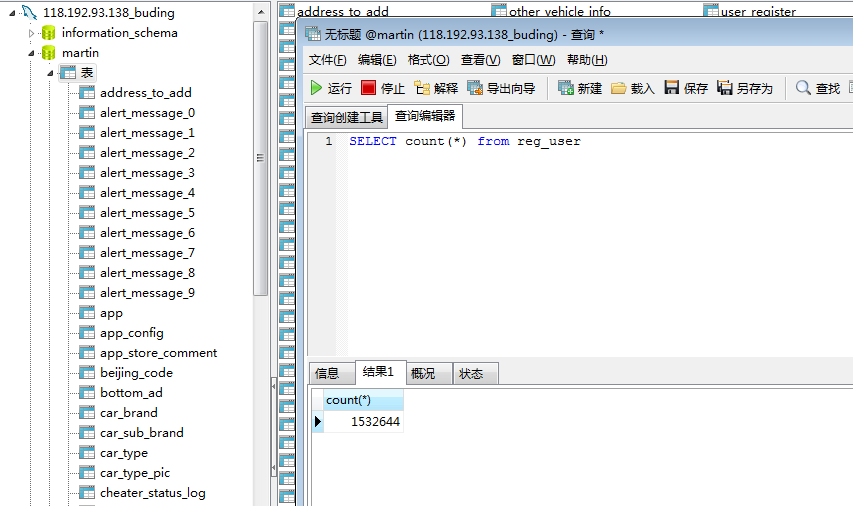 118.192.93.138_buding
information_schema
martin
表
address_to_add
alert_message_0
alert_message_1
alert_message_2
alert_message_3
alert_message_4
alert_message_5
alert_message_6
alert_message_7
alert_message_8
alert_message_9
app
app_config
app_store_comment
beijing_code
bottom_ad
car_brand
car_sub_brand
car_type
car_type_pic
cheater_status_log
address_to_add other_vehicle_info user_register
无标题 @martin (118.192.93.138_buding) - 查询 *
文件(F) 编辑(E) 格式(O) 查看(V) 窗口(W) 帮助(H)
运行 停止 解释 导出向导 新建 载入 保存 另存为 查找
查询创建工具 查询编辑器
1 SELECT count(*) from reg_user
信息 结果1 概况 状态
count(*)
1532644